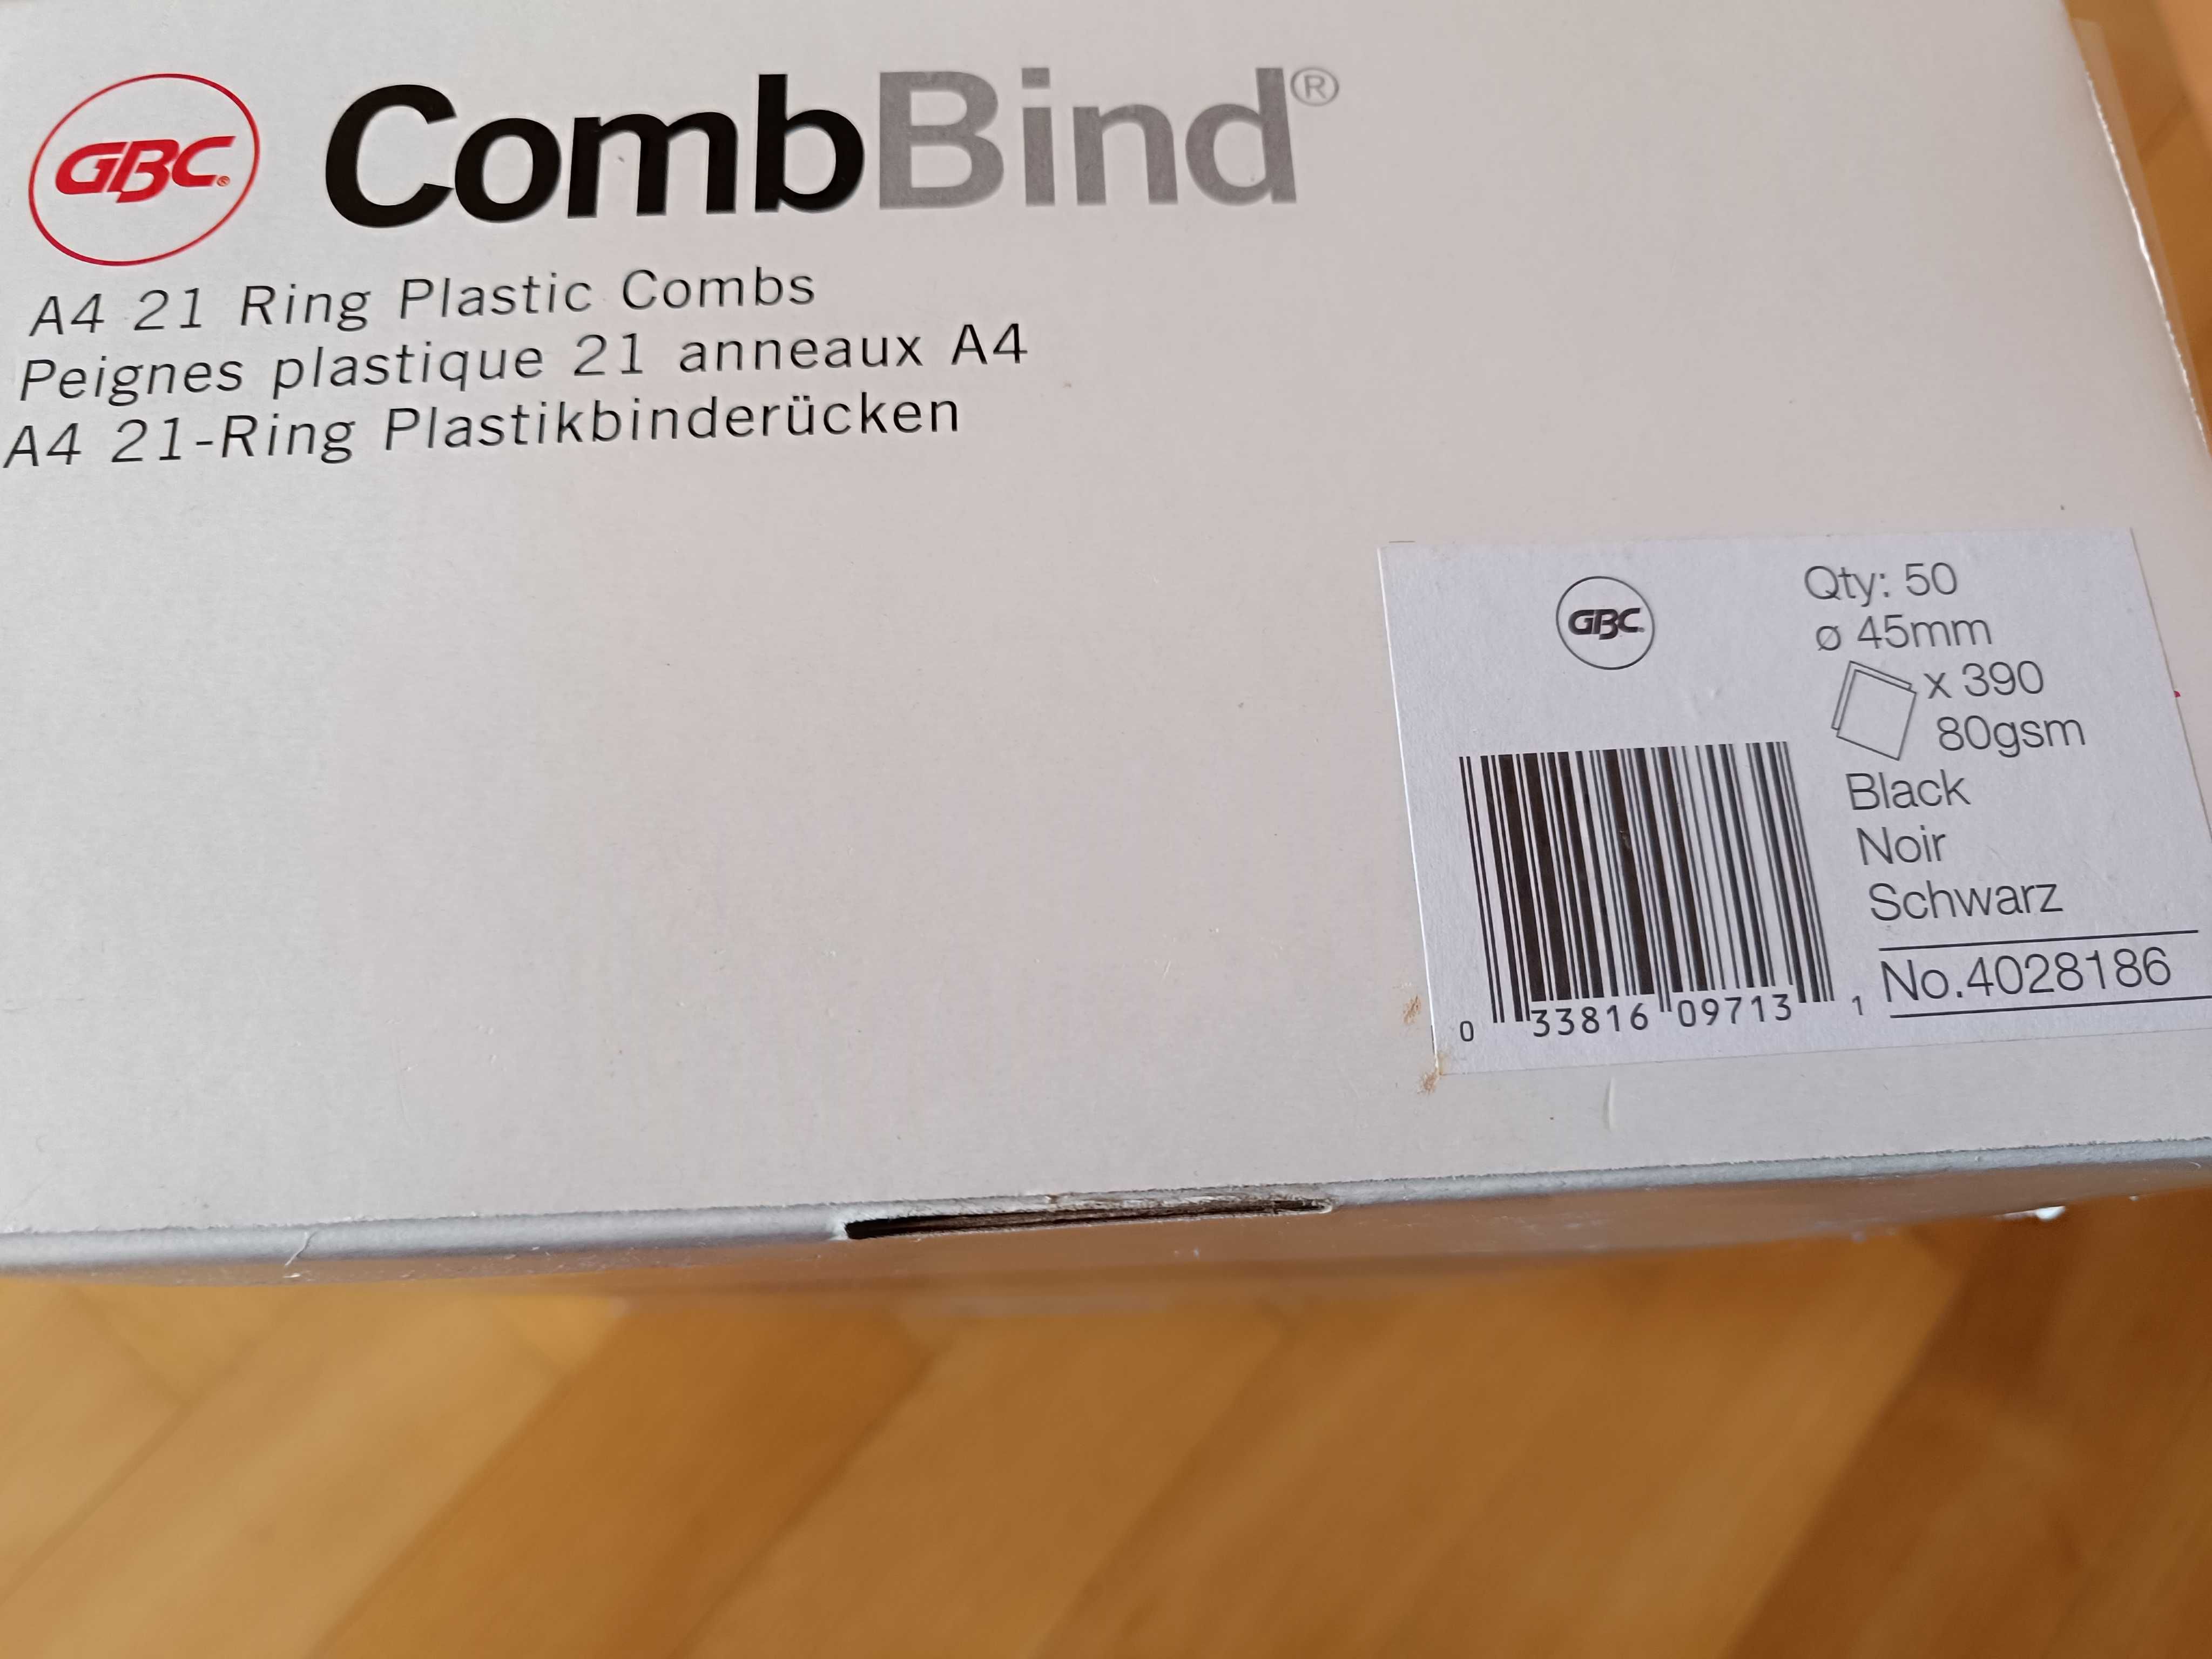 GBC®
CombBind®
A4 21 Ring Plastic Combs
Peignes plastique 21 anneaux A4
A4 21-Ring Plastikbinderücken
GBC
Qty: 50
ø 45mm
x 390
80gsm
Black
Noir
Schwarz
No.4028186
0 33816 09713 1